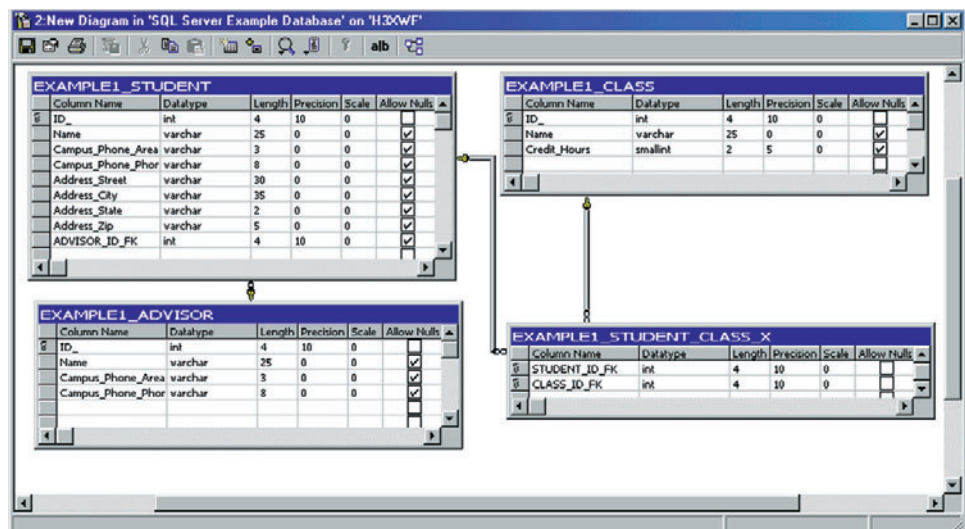 2:New Diagram in 'SQL Server Example Database' on 'H3XWF'
alb
EXAMPLE1_STUDENT
Column Name Datatype Length Precision Scale Allow Nulls
ID_ int 4 10 0
Name varchar 25 0 0
Campus_Phone_Area varchar 3 0 0
Campus_Phone_Phor varchar 8 0 0
Address_Street varchar 30 0 0
Address_City varchar 35 0 0
Address_State varchar 2 0 0
Address_Zip varchar 5 0 0
ADVISOR_ID_FK int 4 10 0
EXAMPLE1_CLASS
Column Name Datatype Length Precision Scale Allow Nulls
ID_ int 4 10 0
Name varchar 25 0 0
Credit_Hours smallint 2 5 0
EXAMPLE1_ADVISOR
Column Name Datatype Length Precision Scale Allow Nulls
ID_ int 4 10 0
Name varchar 25 0 0
Campus_Phone_Area varchar 3 0 0
Campus_Phone_Phor varchar 8 0 0
EXAMPLE1_STUDENT_CLASS_X
Column Name Datatype Length Precision Scale Allow Nulls
STUDENT_ID_FK int 4 10 0
CLASS_ID_FK int 4 10 0